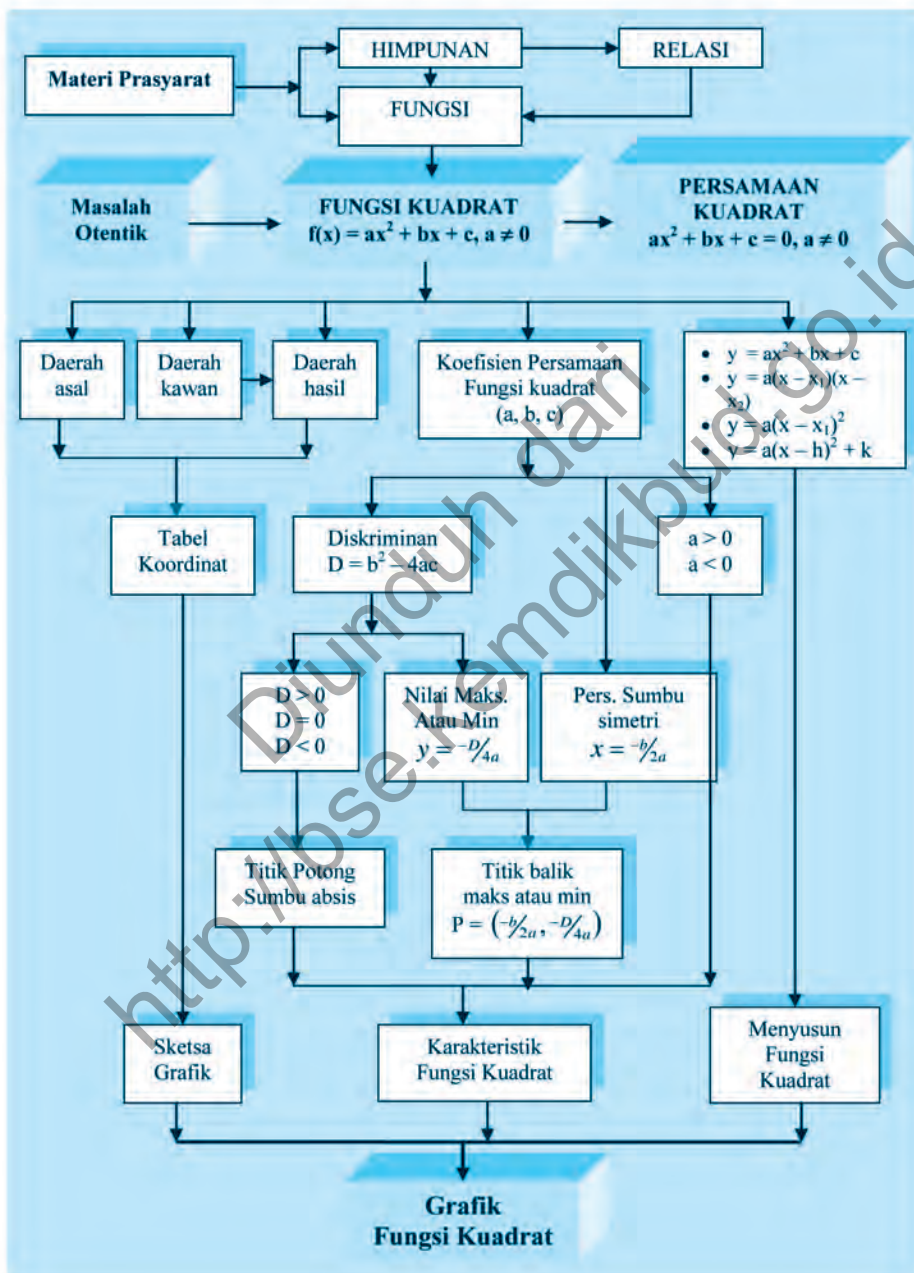 HIMPUNAN
RELASI
Materi Prasyarat
FUNGSI
Masalah
Otentik
FUNGSI KUADRAT
f(x) = ax² + bx + c, a ≠ 0
PERSAMAAN
KUADRAT
ax² + bx + c = 0, a ≠ 0
Daerah
asal
Daerah
kawan
Daerah
hasil
Koefisien Persamaan
Fungsi kuadrat
(a, b, c)
• y = ax² + bx + c
• y = a(x – x₁)(x –
x₂)
• y = a(x – x₁)²
• y = a(x – h)² + k
Tabel
Koordinat
Diskriminan
D = b² – 4ac
a > 0
a < 0
D > 0
D = 0
D < 0
Nilai Maks.
Atau Min
y = –D/4a
Pers. Sumbu
simetri
x = –b/2a
Titik Potong
Sumbu absis
Titik balik
maks atau min
P = (–b/2a, –D/4a)
Sketsa
Grafik
Karakteristik
Fungsi Kuadrat
Menyusun
Fungsi
Kuadrat
Grafik
Fungsi Kuadrat
Diunduh dari
http://bse.kemdikbud.go.id